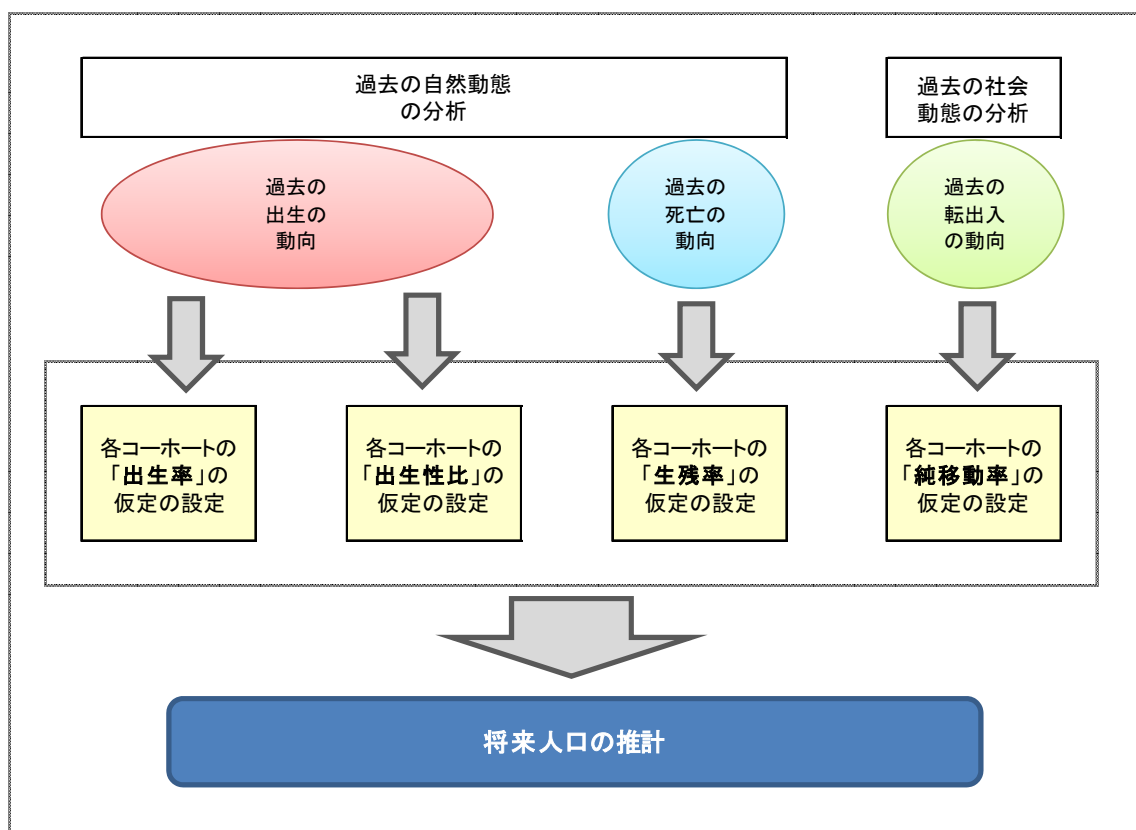 過去の自然動態
の分析
過去の社会
動態の分析
過去の
出生の
動向
過去の
死亡の
動向
過去の
転出入
の動向
各コーホートの
「出生率」の
仮定の設定
各コーホートの
「出生性比」の
仮定の設定
各コーホートの
「生残率」の
仮定の設定
各コーホートの
「純移動率」の
仮定の設定
将来人口の推計